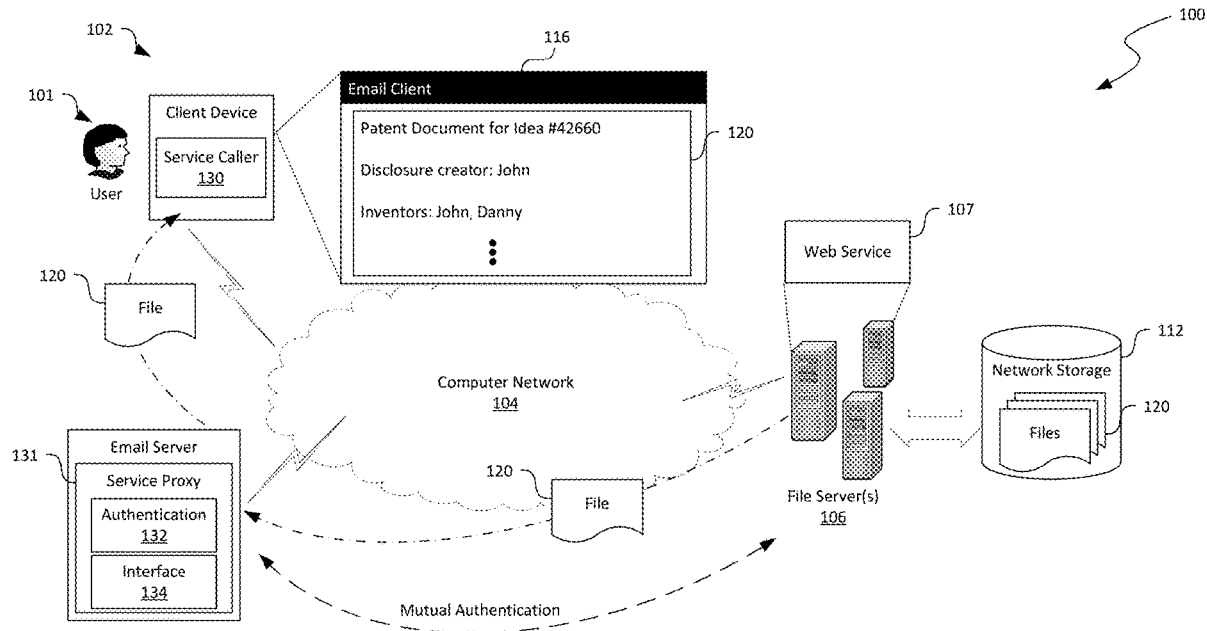 100
102
116
101
Client Device
Service Caller
130
User
Email Client
Patent Document for Idea #42660
Disclosure creator: John
Inventors: John, Danny
120
107
Web Service
120
File
112
Network Storage
Files
120
Computer Network
104
131
Email Server
Service Proxy
Authentication
132
Interface
134
120
File
File Server(s)
106
Mutual Authentication